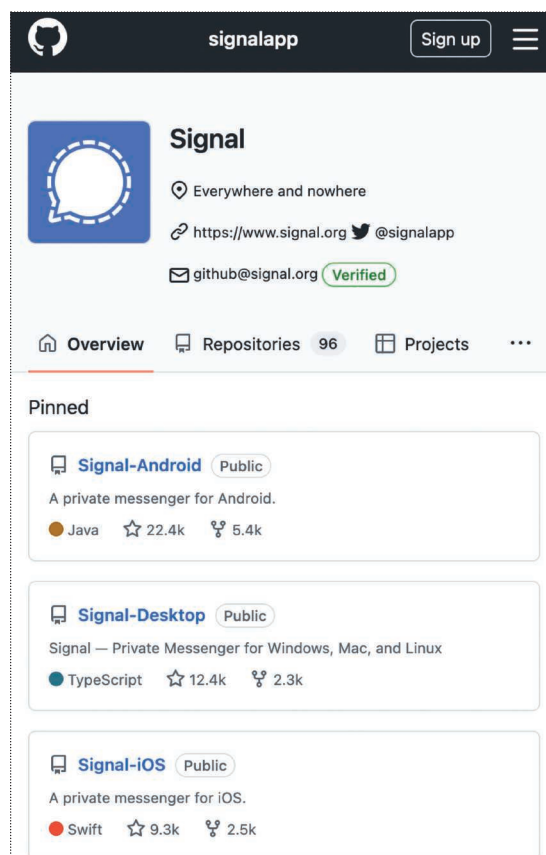 signalapp
Sign up
Signal
Everywhere and nowhere
https://www.signal.org @signalapp
github@signal.org Verified
Overview Repositories 96 Projects ...
Pinned
Signal-Android Public
A private messenger for Android.
Java 22.4k 5.4k
Signal-Desktop Public
Signal — Private Messenger for Windows, Mac, and Linux
TypeScript 12.4k 2.3k
Signal-iOS Public
A private messenger for iOS.
Swift 9.3k 2.5k